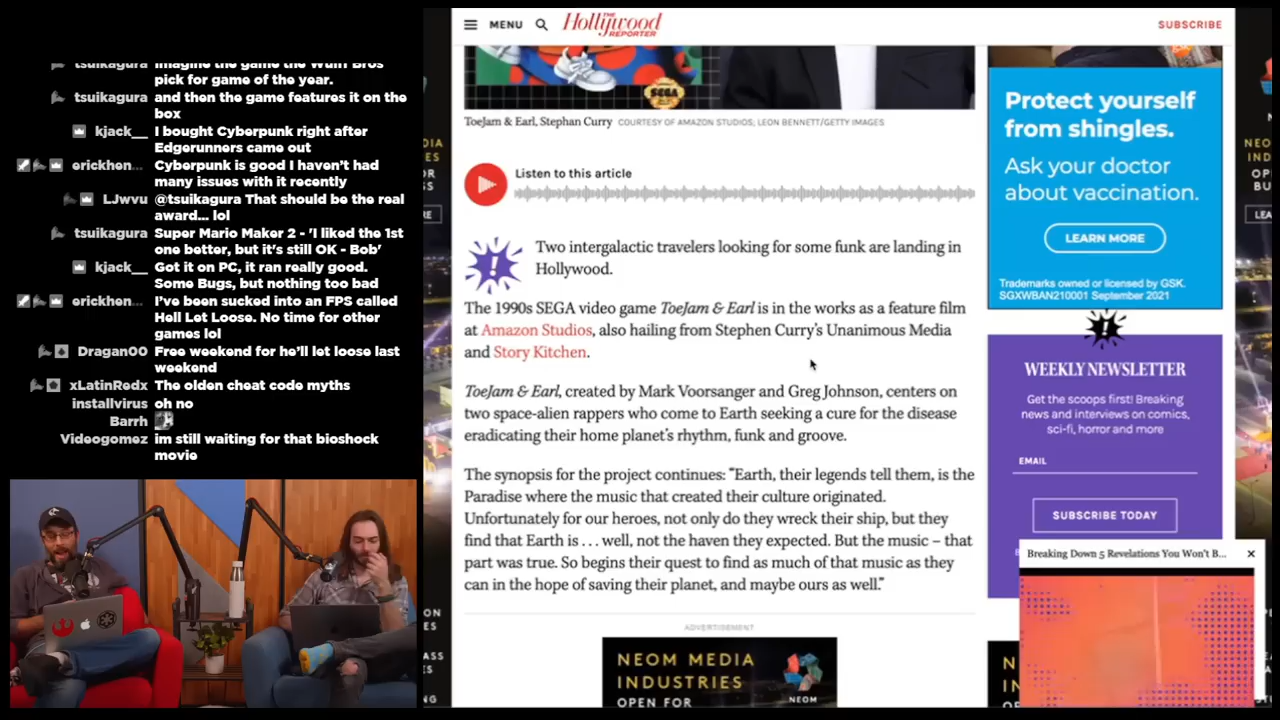 tsuikagura imagine the game the Wulff Bros
pick for game of the year.
tsuikagura and then the game features it on the
box
kjack__ I bought Cyberpunk right after
Edgerunners came out
erickhen... Cyberpunk is good I haven't had
many issues with it recently
LJvvu @tsuikagura That should be the real
award... lol
tsuikagura Super Mario Maker 2 - 'I liked the 1st
one better, but it's still OK - Bob'
kjack__ Got it on PC, it ran really good.
Some Bugs, but nothing too bad
erickhen... I've been sucked into an FPS called
Hell Let Loose. No time for other
games lol
Dragan00 Free weekend for he'll let loose last
weekend
xLatinRedx The olden cheat code myths
installvirus oh no
Barrh
Videogomez im still waiting for that bioshock
movie
MENU
THE
Hollywood
REPORTER
SUBSCRIBE
SEGA
ToeJam & Earl, Stephan Curry COURTESY OF AMAZON STUDIOS; LEON BENNETT/GETTY IMAGES
Listen to this article
Two intergalactic travelers looking for some funk are landing in
Hollywood.
The 1990s SEGA video game ToeJam & Earl is in the works as a feature film
at Amazon Studios, also hailing from Stephen Curry's Unanimous Media
and Story Kitchen.
ToeJam & Earl, created by Mark Voorsanger and Greg Johnson, centers on
two space-alien rappers who come to Earth seeking a cure for the disease
eradicating their home planet's rhythm, funk and groove.
The synopsis for the project continues: "Earth, their legends tell them, is the
Paradise where the music that created their culture originated.
Unfortunately for our heroes, not only do they wreck their ship, but they
find that Earth is . . . well, not the haven they expected. But the music – that
part was true. So begins their quest to find as much of that music as they
can in the hope of saving their planet, and maybe ours as well."
ADVERTISEMENT
NEOM MEDIA
INDUSTRIES
OPEN FOR
NEOM
Protect yourself
from shingles.
Ask your doctor
about vaccination.
LEARN MORE
Trademarks owned or licensed by GSK.
SGXWBAN210001 September 2021
WEEKLY NEWSLETTER
Get the scoops first! Breaking
news and interviews on comics,
sci-fi, horror and more
EMAIL
SUBSCRIBE TODAY
Breaking Down 5 Revelations You Won't B...